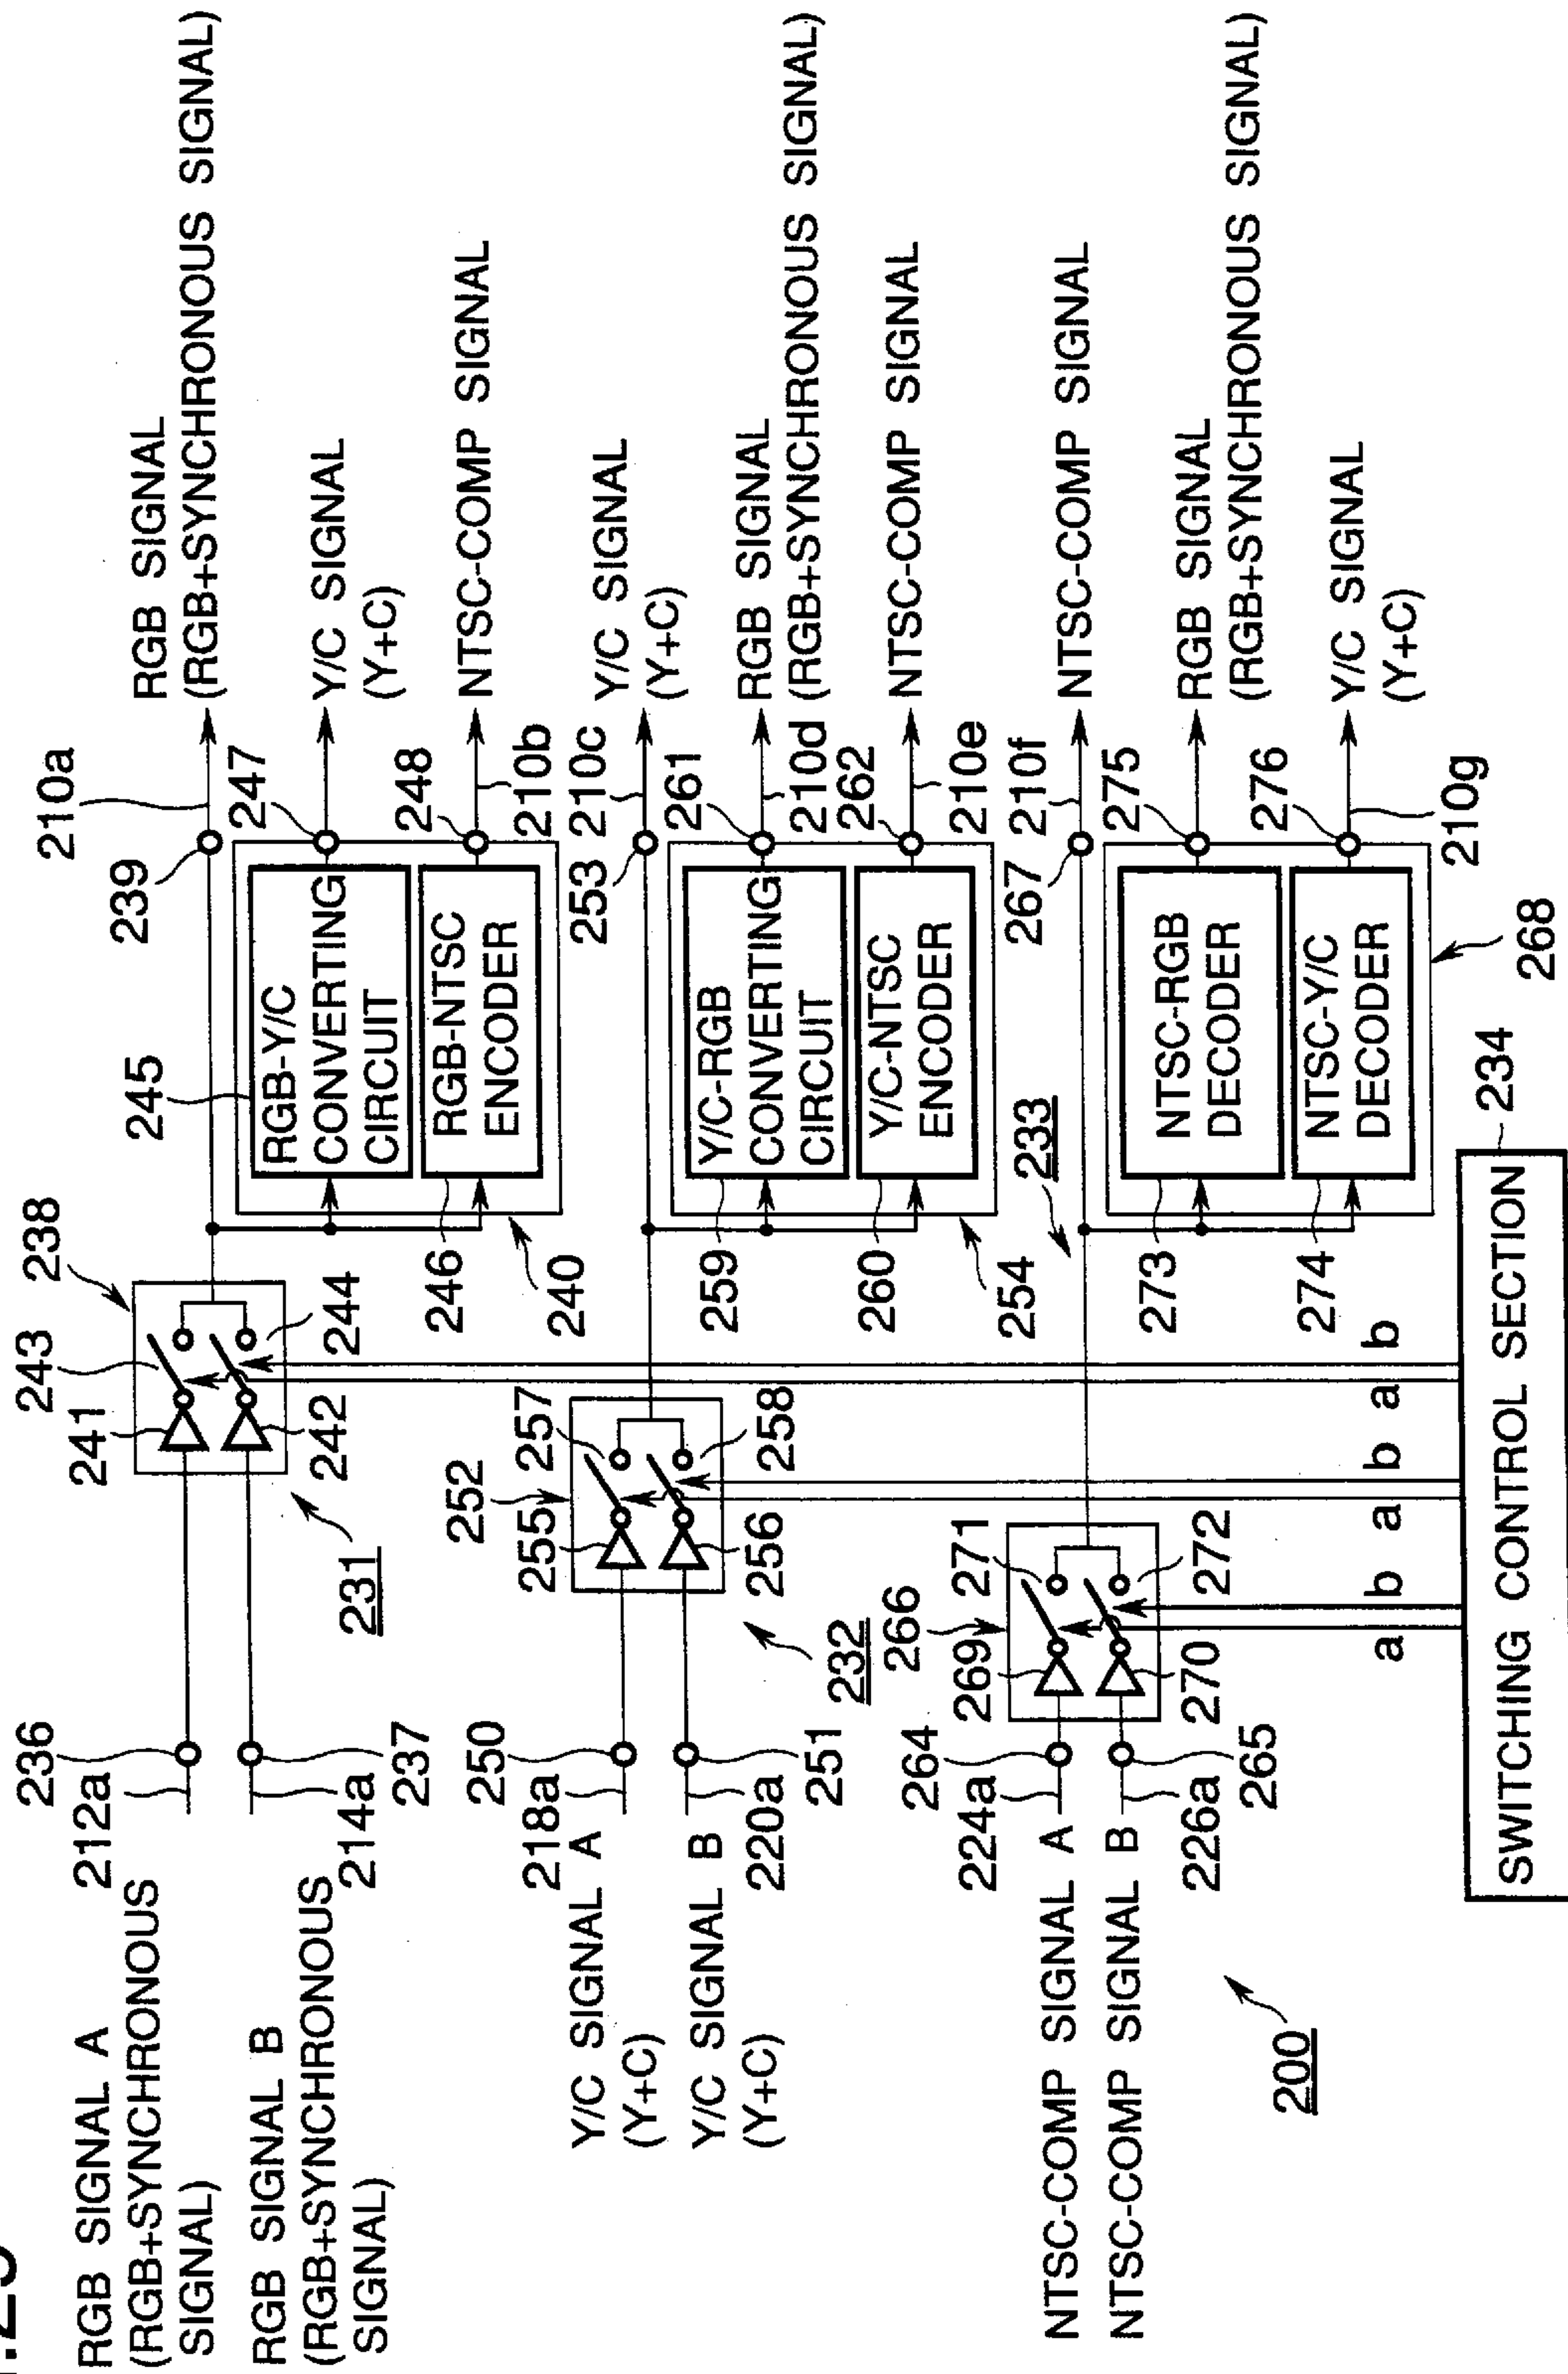 RGB SIGNAL A
(RGB+SYNCHRONOUS
SIGNAL)
212a
236
RGB SIGNAL B
(RGB+SYNCHRONOUS
SIGNAL)
214a
237
241
243
238
242
244
231
245
239
210a
RGB SIGNAL
(RGB+SYNCHRONOUS SIGNAL)
RGB-Y/C
CONVERTING
CIRCUIT
247
Y/C SIGNAL
(Y+C)
246
RGB-NTSC
ENCODER
248
210b
NTSC-COMP SIGNAL
240
Y/C SIGNAL A
(Y+C)
218a
250
Y/C SIGNAL B
(Y+C)
220a
251
252
255
257
256
258
232
253
210c
Y/C SIGNAL
(Y+C)
259
Y/C-RGB
CONVERTING
CIRCUIT
261
210d
RGB SIGNAL
(RGB+SYNCHRONOUS SIGNAL)
260
Y/C-NTSC
ENCODER
262
210e
NTSC-COMP SIGNAL
254
NTSC-COMP SIGNAL A
224a
264
NTSC-COMP SIGNAL B
226a
265
266
269
271
270
272
233
267
210f
NTSC-COMP SIGNAL
273
NTSC-RGB
DECODER
275
RGB SIGNAL
(RGB+SYNCHRONOUS SIGNAL)
274
NTSC-Y/C
DECODER
276
210g
Y/C SIGNAL
(Y+C)
268
a
b
a
b
a
b
200
SWITCHING CONTROL SECTION
234